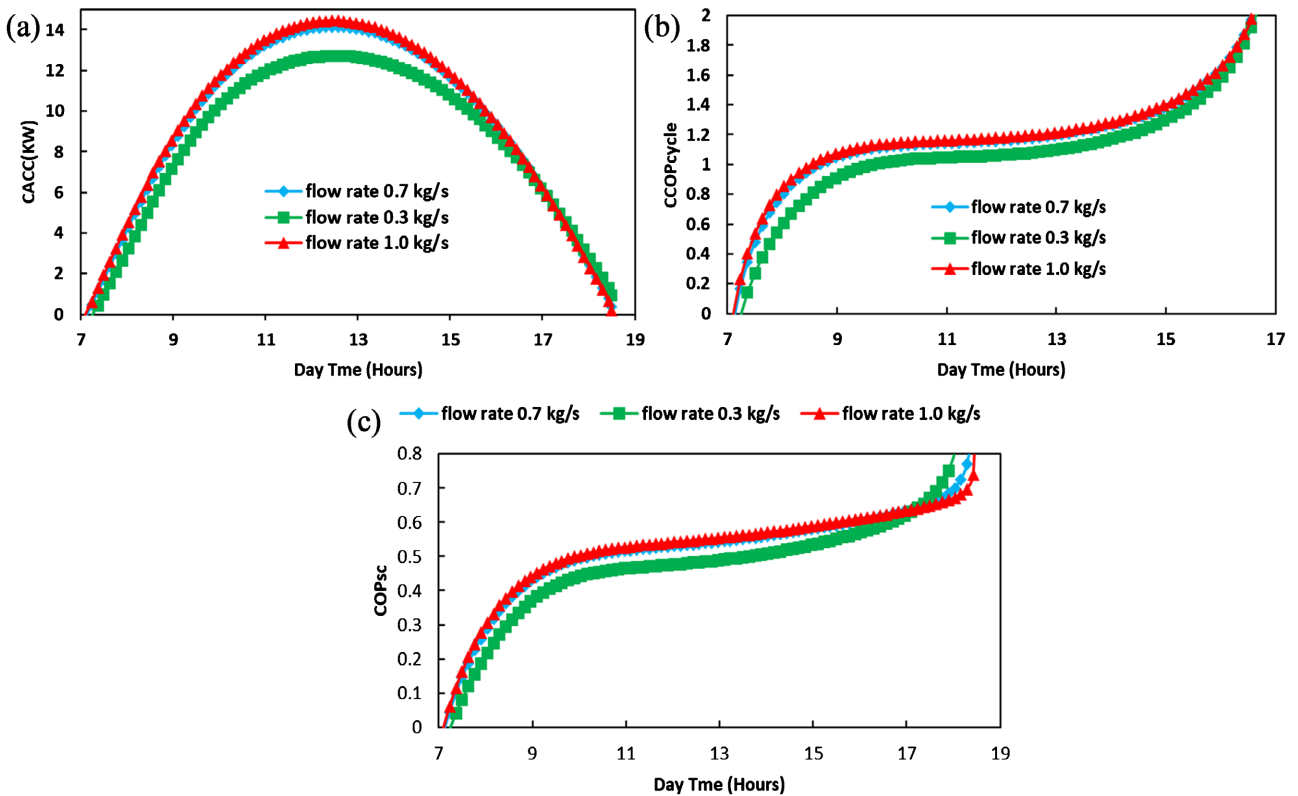 (a)
CACC(KW)
14
12
10
8
6
4
2
0
7
9
11
13
15
17
19
flow rate 0.7 kg/s
flow rate 0.3 kg/s
flow rate 1.0 kg/s
Day Tme (Hours)
(b)
CCOPcycle
2
1.8
1.6
1.4
1.2
1
0.8
0.6
0.4
0.2
0
7
9
11
13
15
17
flow rate 0.7 kg/s
flow rate 0.3 kg/s
flow rate 1.0 kg/s
Day Tme (Hours)
(c)
flow rate 0.7 kg/s
flow rate 0.3 kg/s
flow rate 1.0 kg/s
COPsc
0.8
0.7
0.6
0.5
0.4
0.3
0.2
0.1
0
7
9
11
13
15
17
19
Day Tme (Hours)